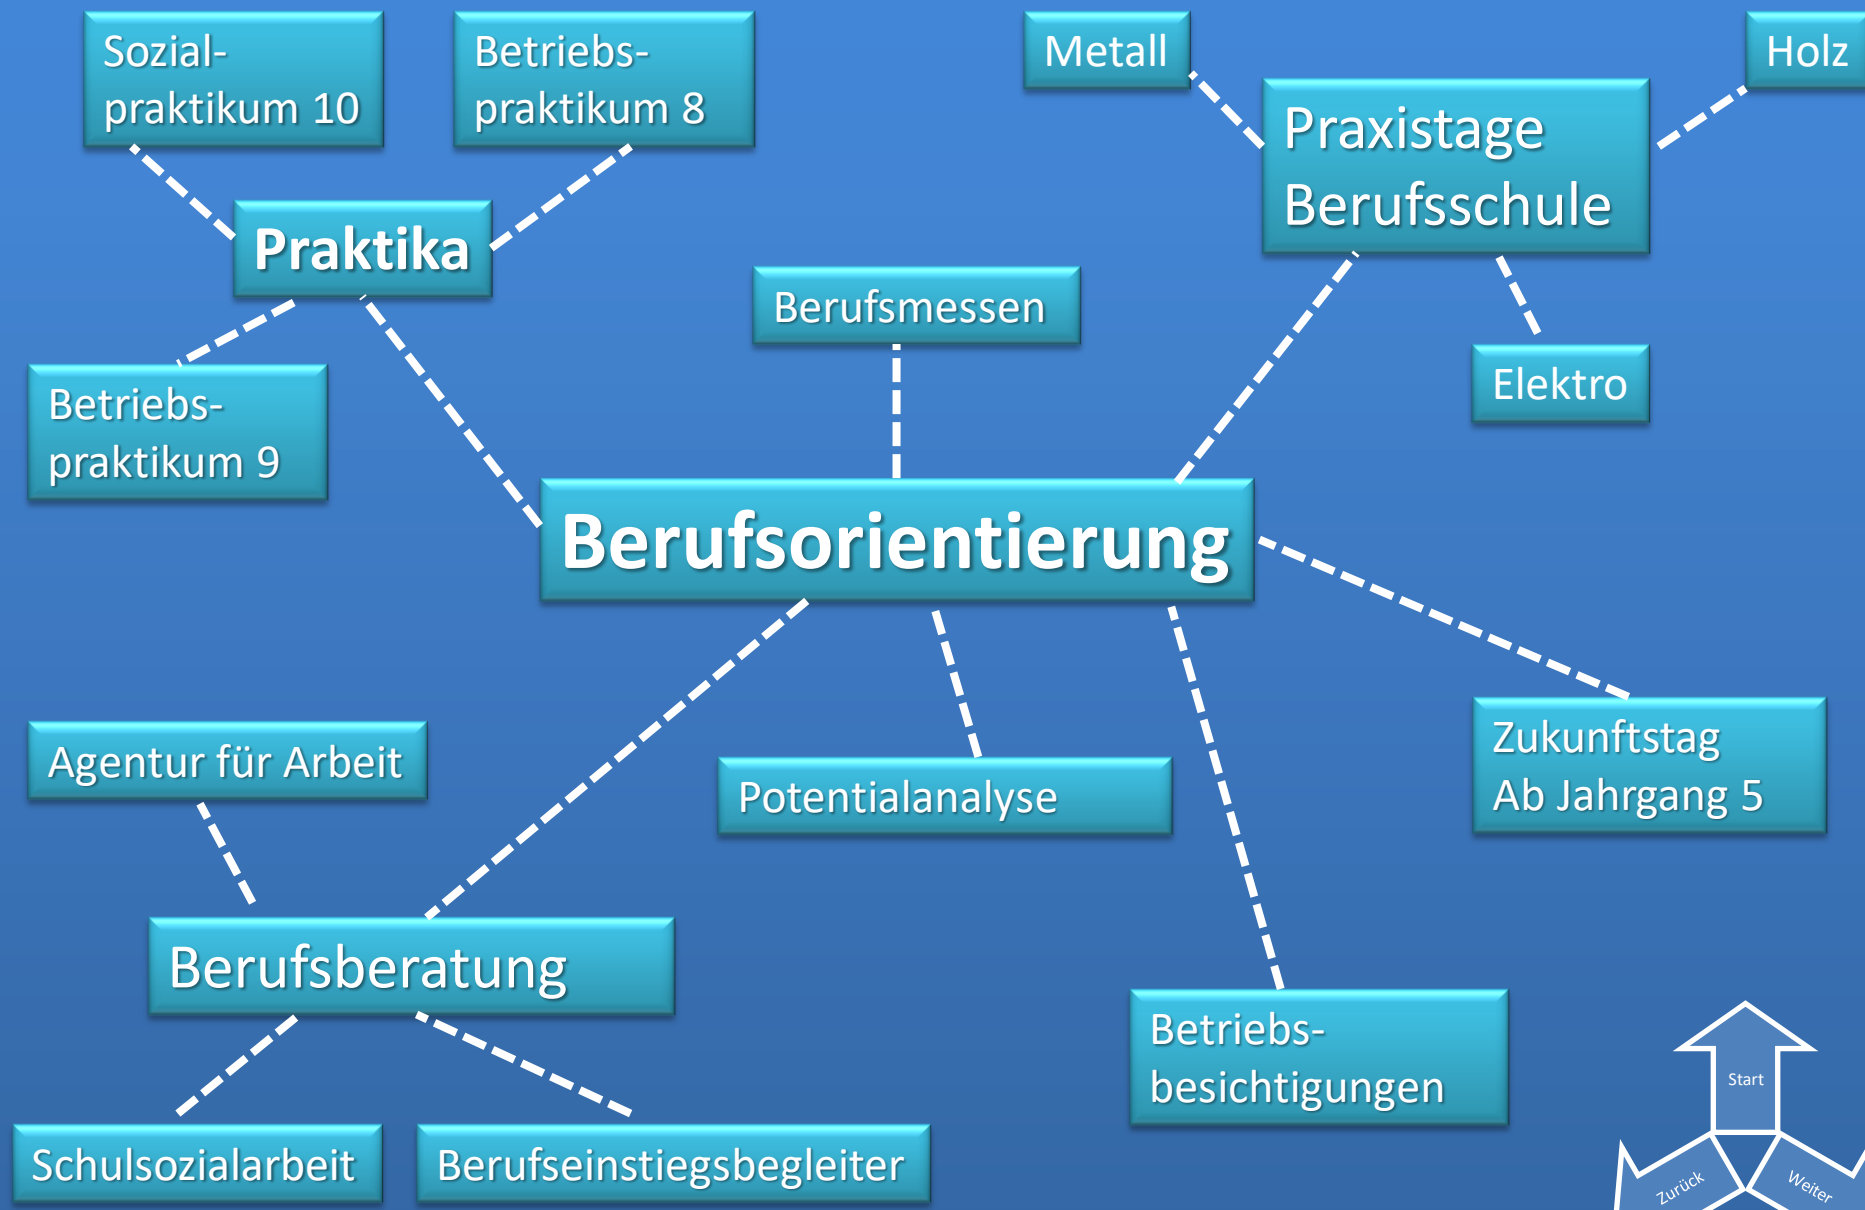 Sozial-
praktikum 10
Betriebs-
praktikum 8
Metall
Holz
Praxistage
Berufsschule
Praktika
Berufsmessen
Elektro
Betriebs-
praktikum 9
Berufsorientierung
Zukunftstag
Ab Jahrgang 5
Agentur für Arbeit
Potentialanalyse
Berufsberatung
Betriebs-
besichtigungen
Schulsozialarbeit
Berufseinstiegsbegleiter
Start
Zurück
Weiter